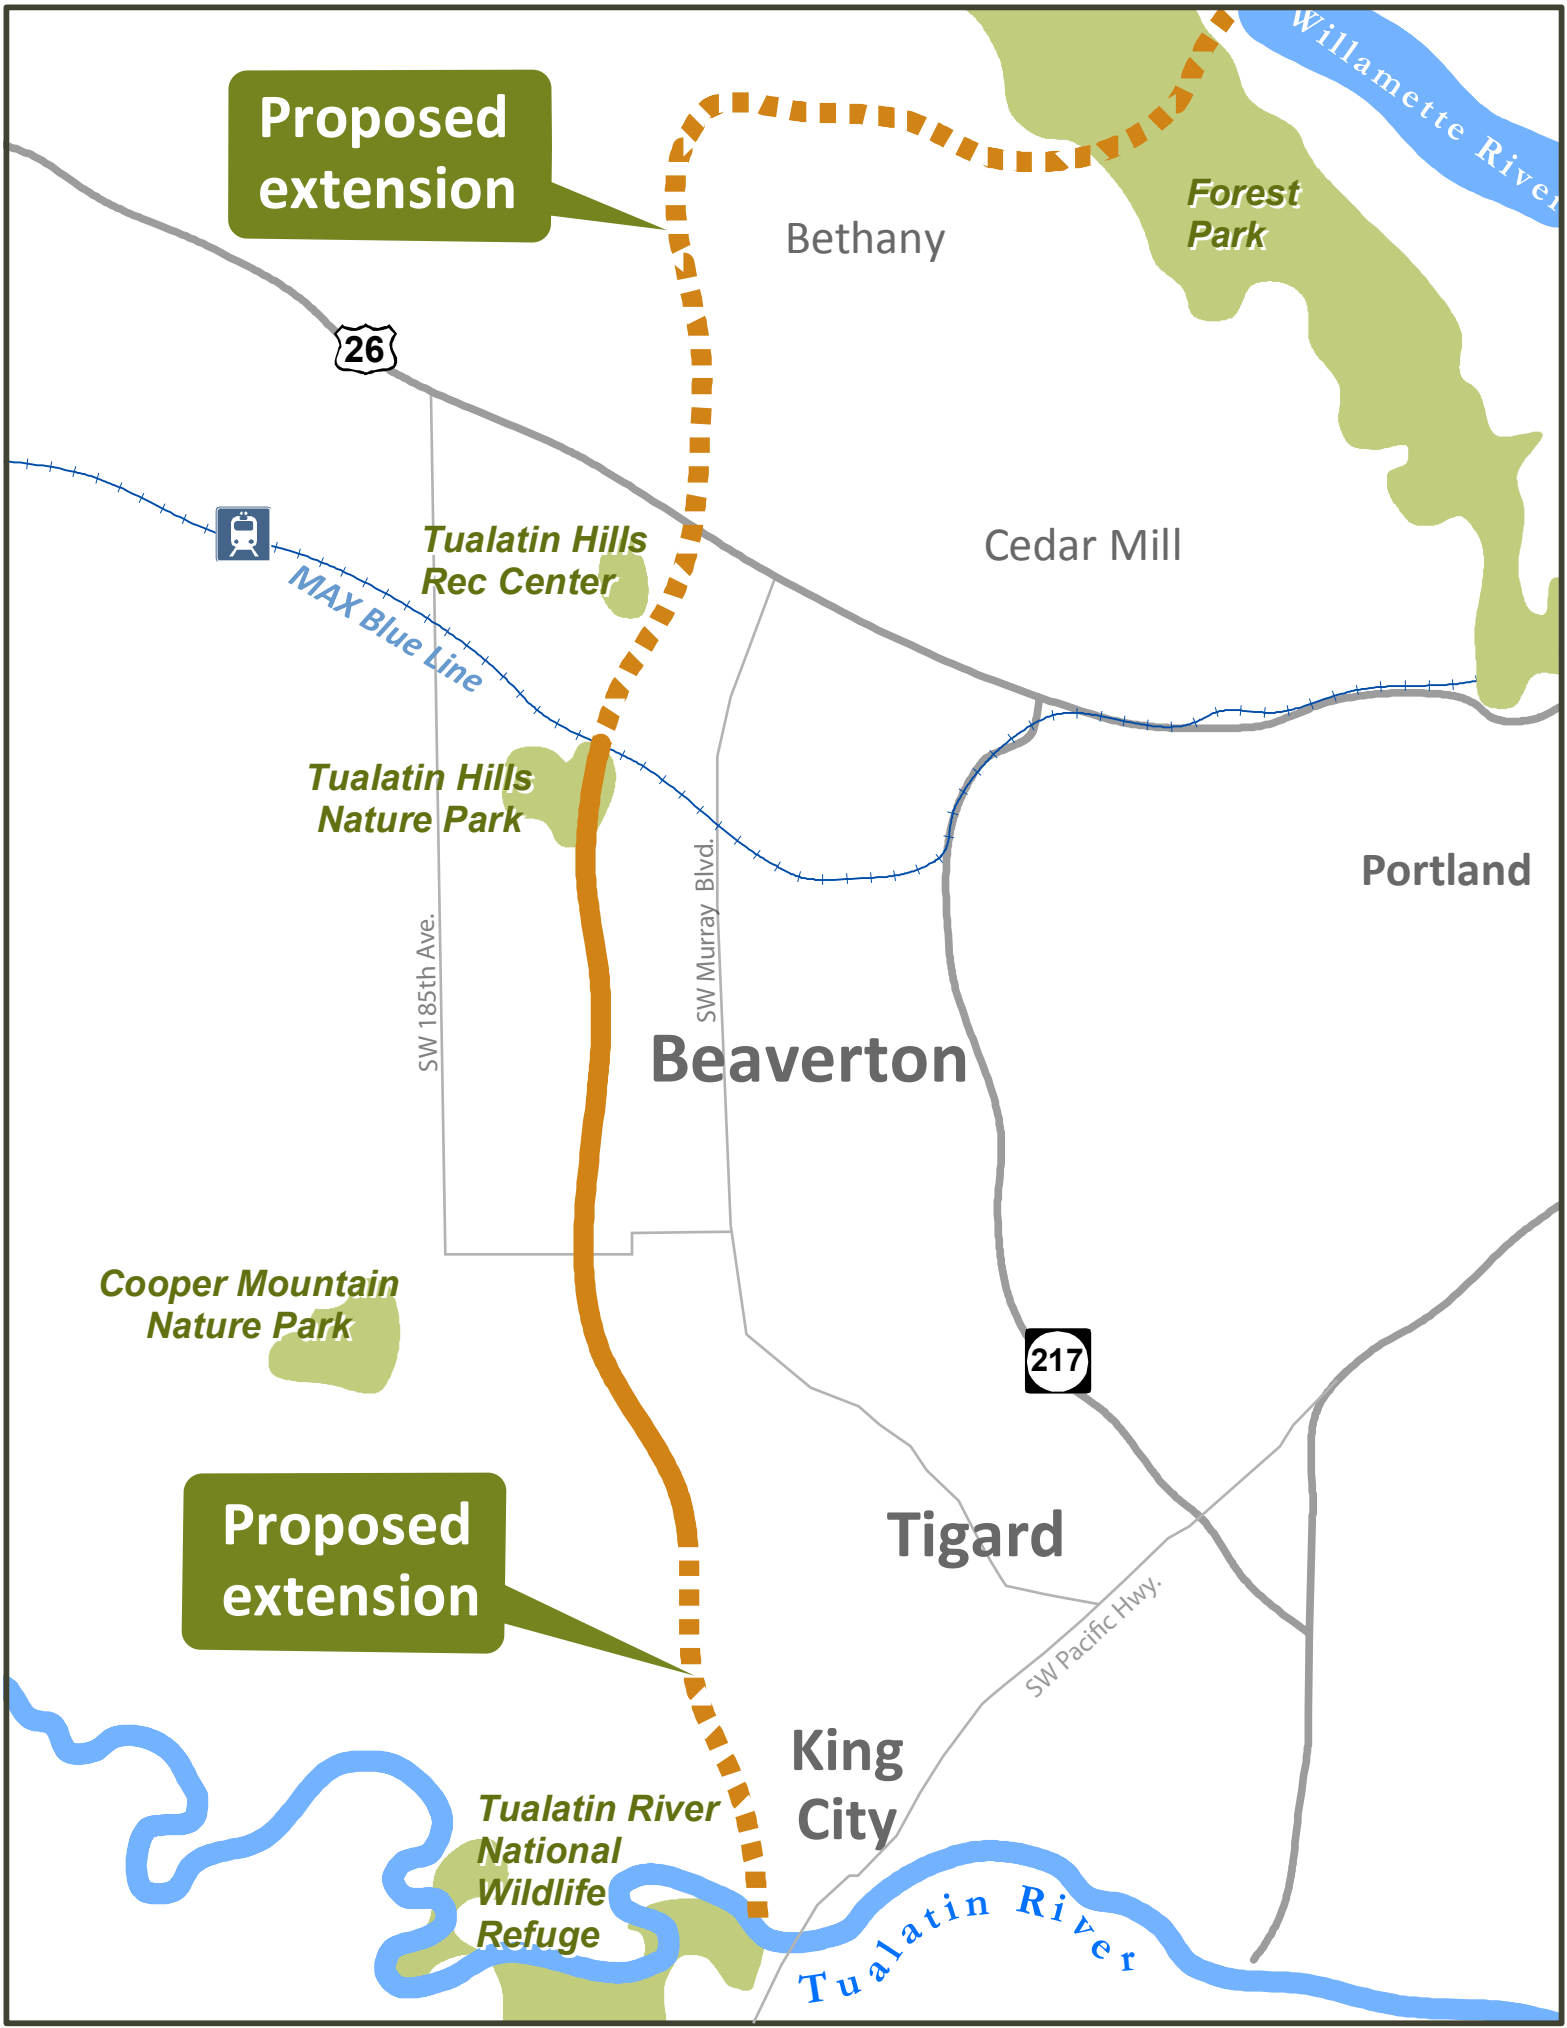 Willamette River
Proposed
extension
Forest
Park
Bethany
26
Tualatin Hills
Rec Center
Cedar Mill
MAX Blue Line
Tualatin Hills
Nature Park
Portland
SW 185th Ave.
SW Murray Blvd.
Beaverton
Cooper Mountain
Nature Park
217
Proposed
extension
Tigard
SW Pacific Hwy.
King
City
Tualatin River
National
Wildlife
Refuge
Tualatin River